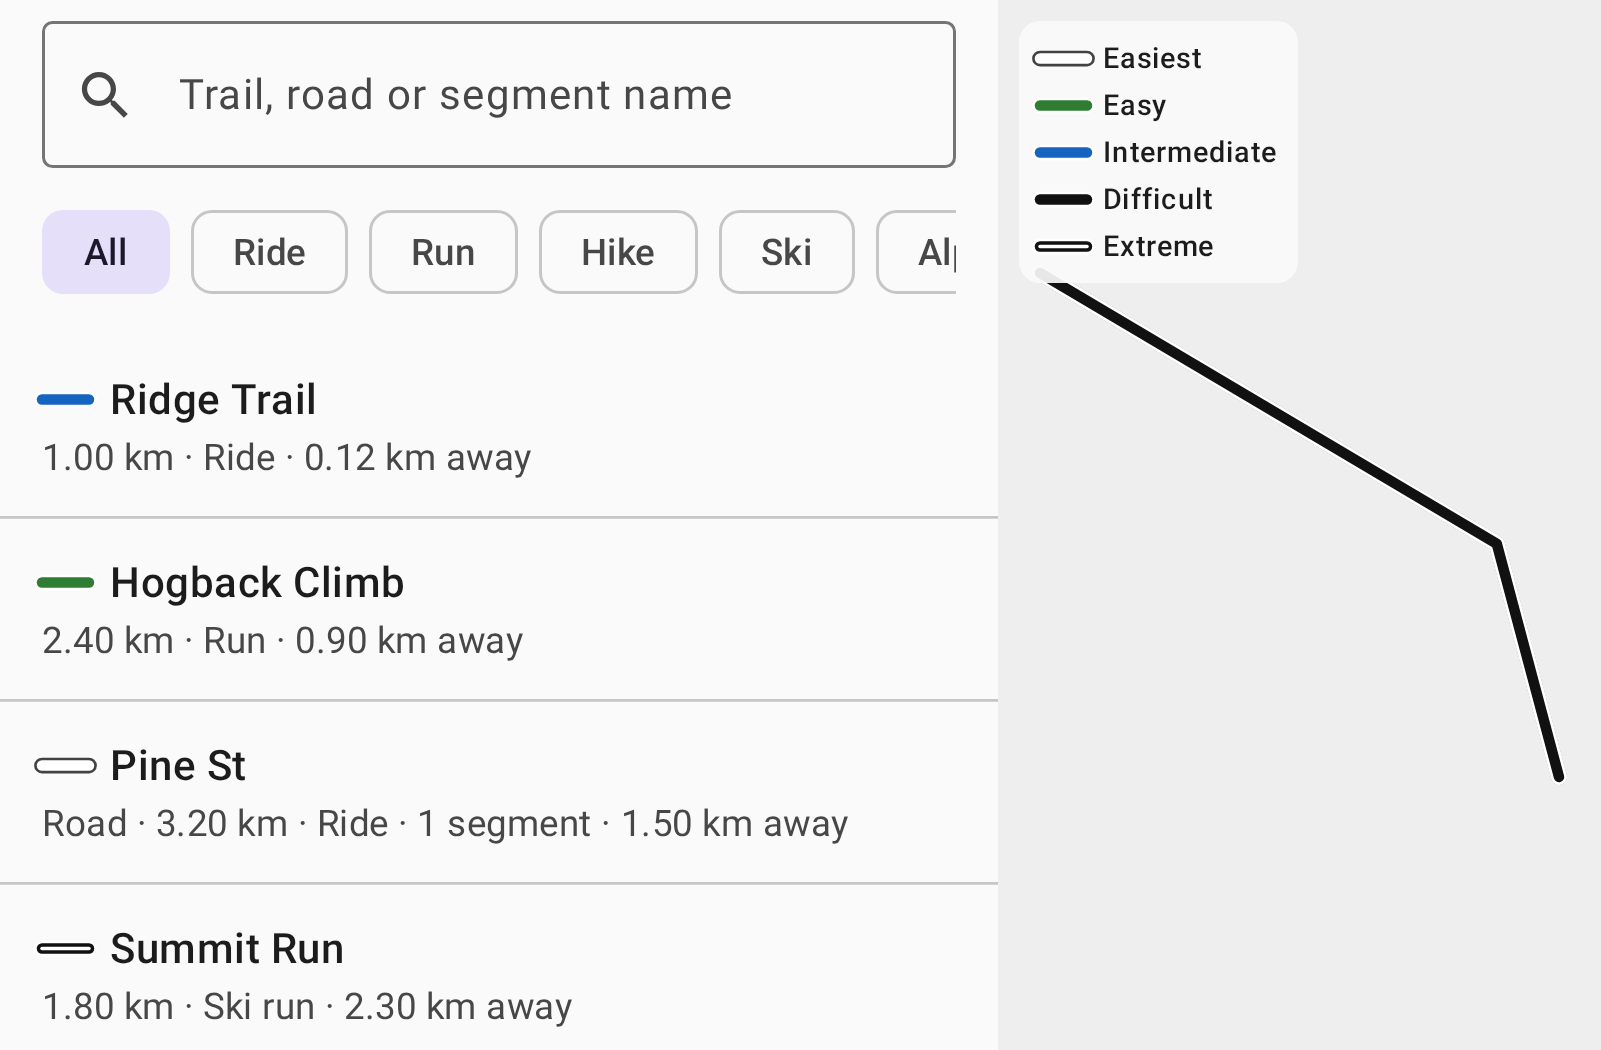 Trail, road or segment name
All
Ride
Run
Hike
Ski
Ridge Trail
1.00 km · Ride · 0.12 km away
Hogback Climb
2.40 km · Run · 0.90 km away
Pine St
Road · 3.20 km · Ride · 1 segment · 1.50 km away
Summit Run
1.80 km · Ski run · 2.30 km away
Easiest
Easy
Intermediate
Difficult
Extreme